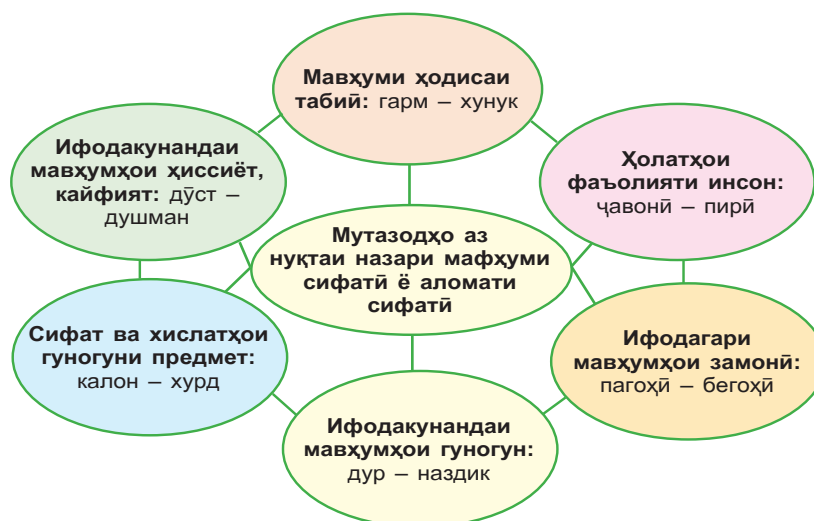 Мавҳуми ҳодисаи
табиӣ: гарм – хунук
Ифодакунандаи
мавҳумҳои ҳиссиёт,
кайфият: дӯст –
душман
Ҳолатҳои
фаъолияти инсон:
ҷавонӣ – пирӣ
Мутазодҳо аз
нуқтаи назари мафҳуми
сифатӣ ё аломати
сифатӣ
Сифат ва хислатҳои
гуногуни предмет:
калон – хурд
Ифодагари
мавҳумҳои замонӣ:
пагоҳӣ – бегоҳӣ
Ифодакунандаи
мавҳумҳои гуногун:
дур – наздик